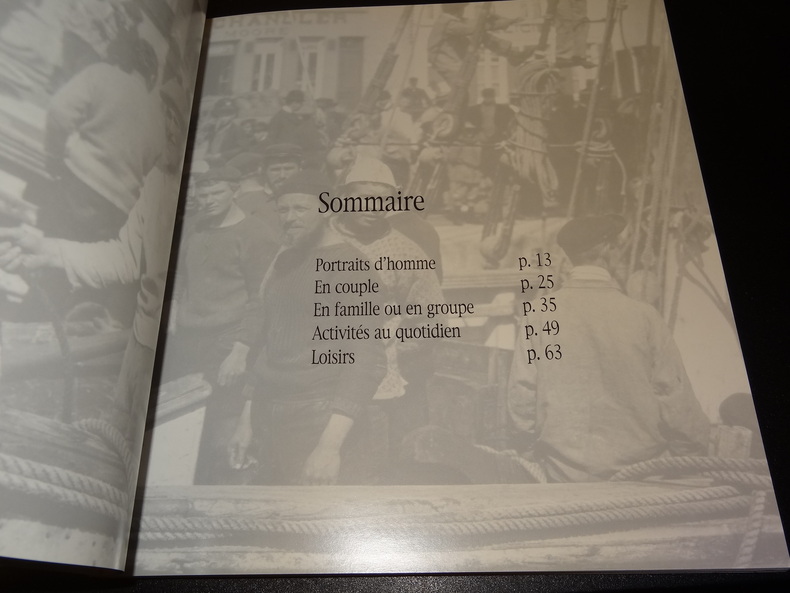 CHANDLER
Sommaire
Portraits d'homme p. 13
En couple p. 25
En famille ou en groupe p. 35
Activités au quotidien p. 49
Loisirs p. 63